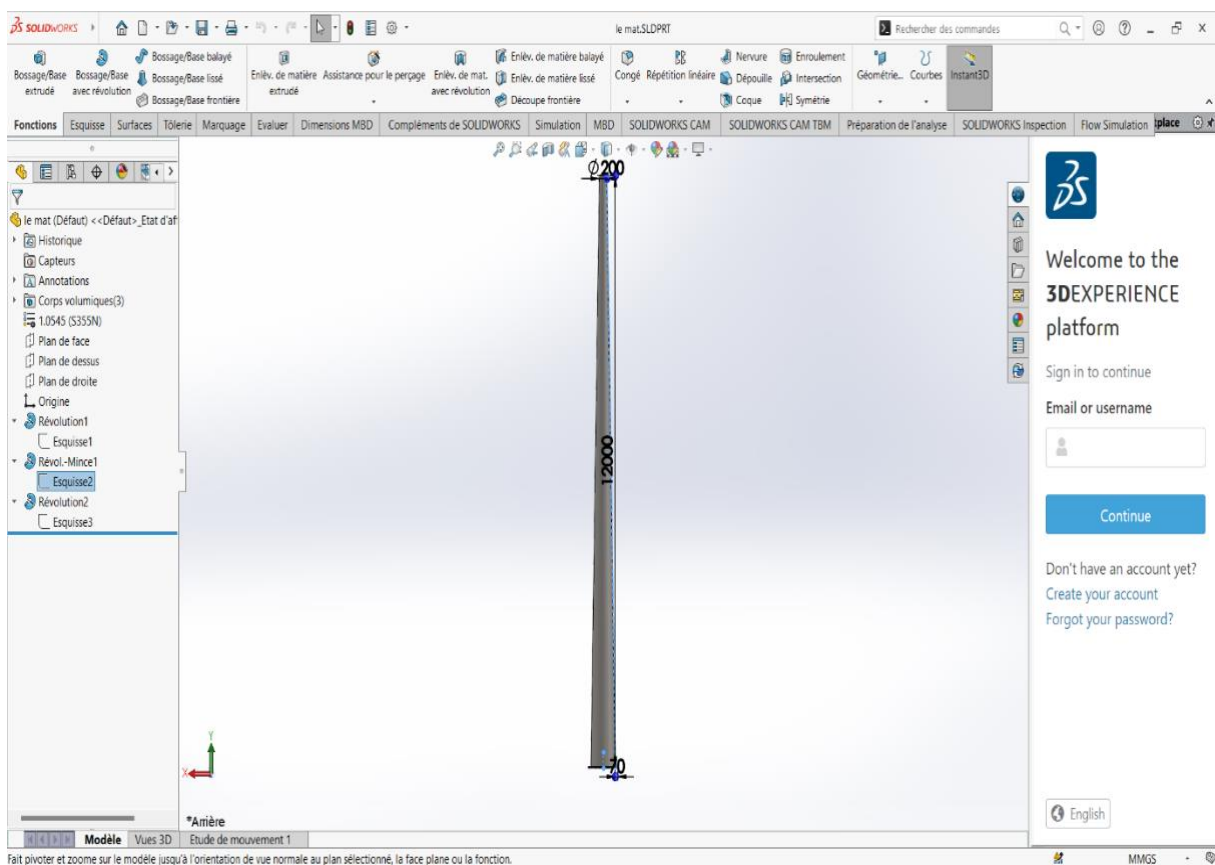 3S SOLIDWORKS
le mat.SLDPRT
Rechercher des commandes
Bossage/Base extrudé
Bossage/Base avec révolution
Bossage/Base balayé
Bossage/Base lissé
Bossage/Base frontière
Enlèv. de matière extrudé
Assistance pour le perçage
Enlèv. de mat. avec révolution
Enlèv. de matière balayé
Enlèv. de matière lissé
Découpe frontière
Congé
Répétition linéaire
Nervure
Dépouille
Coque
Enroulement
Intersection
Symétrie
Géométrie...
Courbes
Instant3D
Fonctions Esquisse Surfaces Tôlerie Marquage Evaluer Dimensions MBD Compléments de SOLIDWORKS Simulation MBD SOLIDWORKS CAM SOLIDWORKS CAM TBM Préparation de l'analyse SOLIDWORKS Inspection Flow Simulation tplace
le mat (Défaut) <<Défaut>_Etat d'af
Historique
Capteurs
Annotations
Corps volumiques(3)
1.0545 (S355N)
Plan de face
Plan de dessus
Plan de droite
Origine
Révolution1
Esquisse1
Révol.-Mince1
Esquisse2
Révolution2
Esquisse3
Ø200
12000
70
Y
X
*Arrière
3S
Welcome to the
3DEXPERIENCE
platform
Sign in to continue
Email or username
Continue
Don't have an account yet?
Create your account
Forgot your password?
English
Modèle Vues 3D Etude de mouvement 1
Fait pivoter et zoome sur le modèle jusqu'à l'orientation de vue normale au plan sélectionné, la face plane ou la fonction.
MMGS